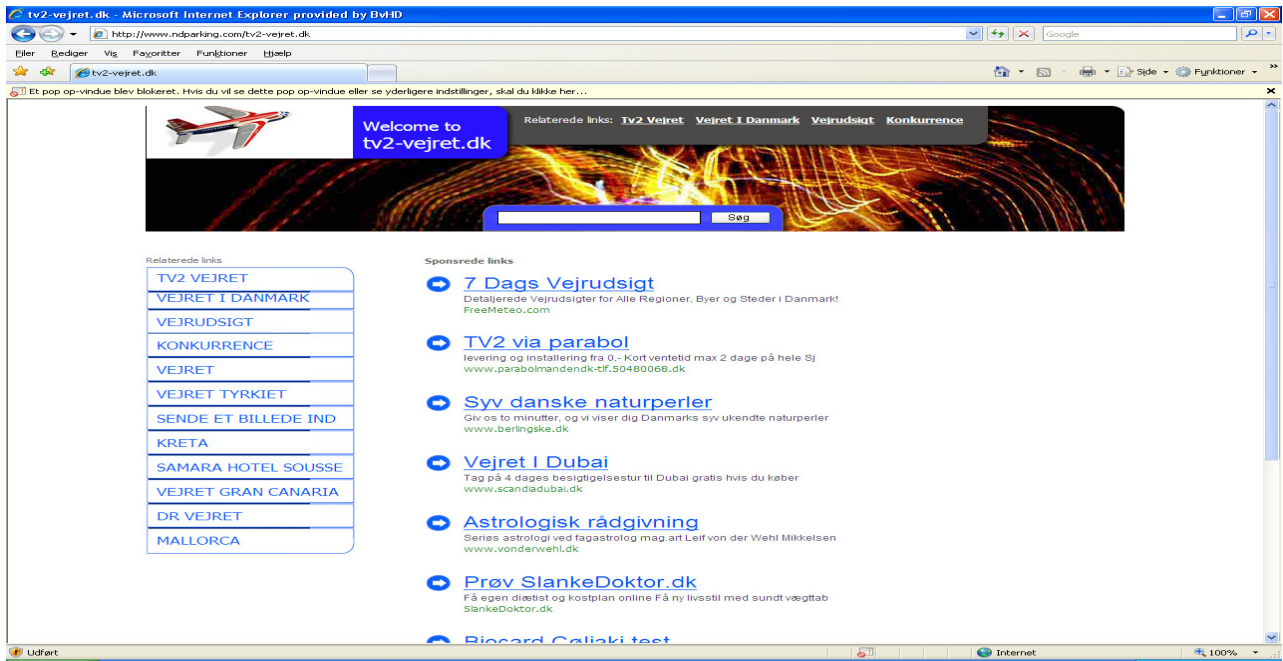 tv2-vejret.dk - Microsoft Internet Explorer provided by BvHD
http://www.ndparking.com/tv2-vejret.dk
Google
Filer Rediger Vis Favoritter Funktioner Hjælp
tv2-vejret.dk
Side Funktioner
Et pop op-vindue blev blokeret. Hvis du vil se dette pop op-vindue eller se yderligere indstillinger, skal du klikke her...
Welcome to
tv2-vejret.dk
Relaterede links: Tv2 Vejret Vejret I Danmark Vejrudsigt Konkurrence
Søg
Relaterede links
TV2 VEJRET
VEJRET I DANMARK
VEJRUDSIGT
KONKURRENCE
VEJRET
VEJRET TYRKIET
SENDE ET BILLEDE IND
KRETA
SAMARA HOTEL SOUSSE
VEJRET GRAN CANARIA
DR VEJRET
MALLORCA
Sponsrede links
7 Dags Vejrudsigt
Detaljerede Vejrudsigter for Alle Regioner, Byer og Steder i Danmark!
FreeMeteo.com
TV2 via parabol
levering og installering fra 0,- Kort ventetid max 2 dage på hele Sj
www.parabolmandendk-tlf.50480068.dk
Syv danske naturperler
Giv os to minutter, og vi viser dig Danmarks syv ukendte naturperler
www.berlingske.dk
Vejret I Dubai
Tag på 4 dages besigtigelsestur til Dubai gratis hvis du køber
www.scandiadubai.dk
Astrologisk rådgivning
Seriøs astrologi ved fagastrolog mag.art Leif von der Wehl Mikkelsen
www.vonderwehl.dk
Prøv SlankeDoktor.dk
Få egen diætist og kostplan online Få ny livsstil med sundt vægttab
SlankeDoktor.dk
Biocard Cøliaki test
Udført
Internet
100%